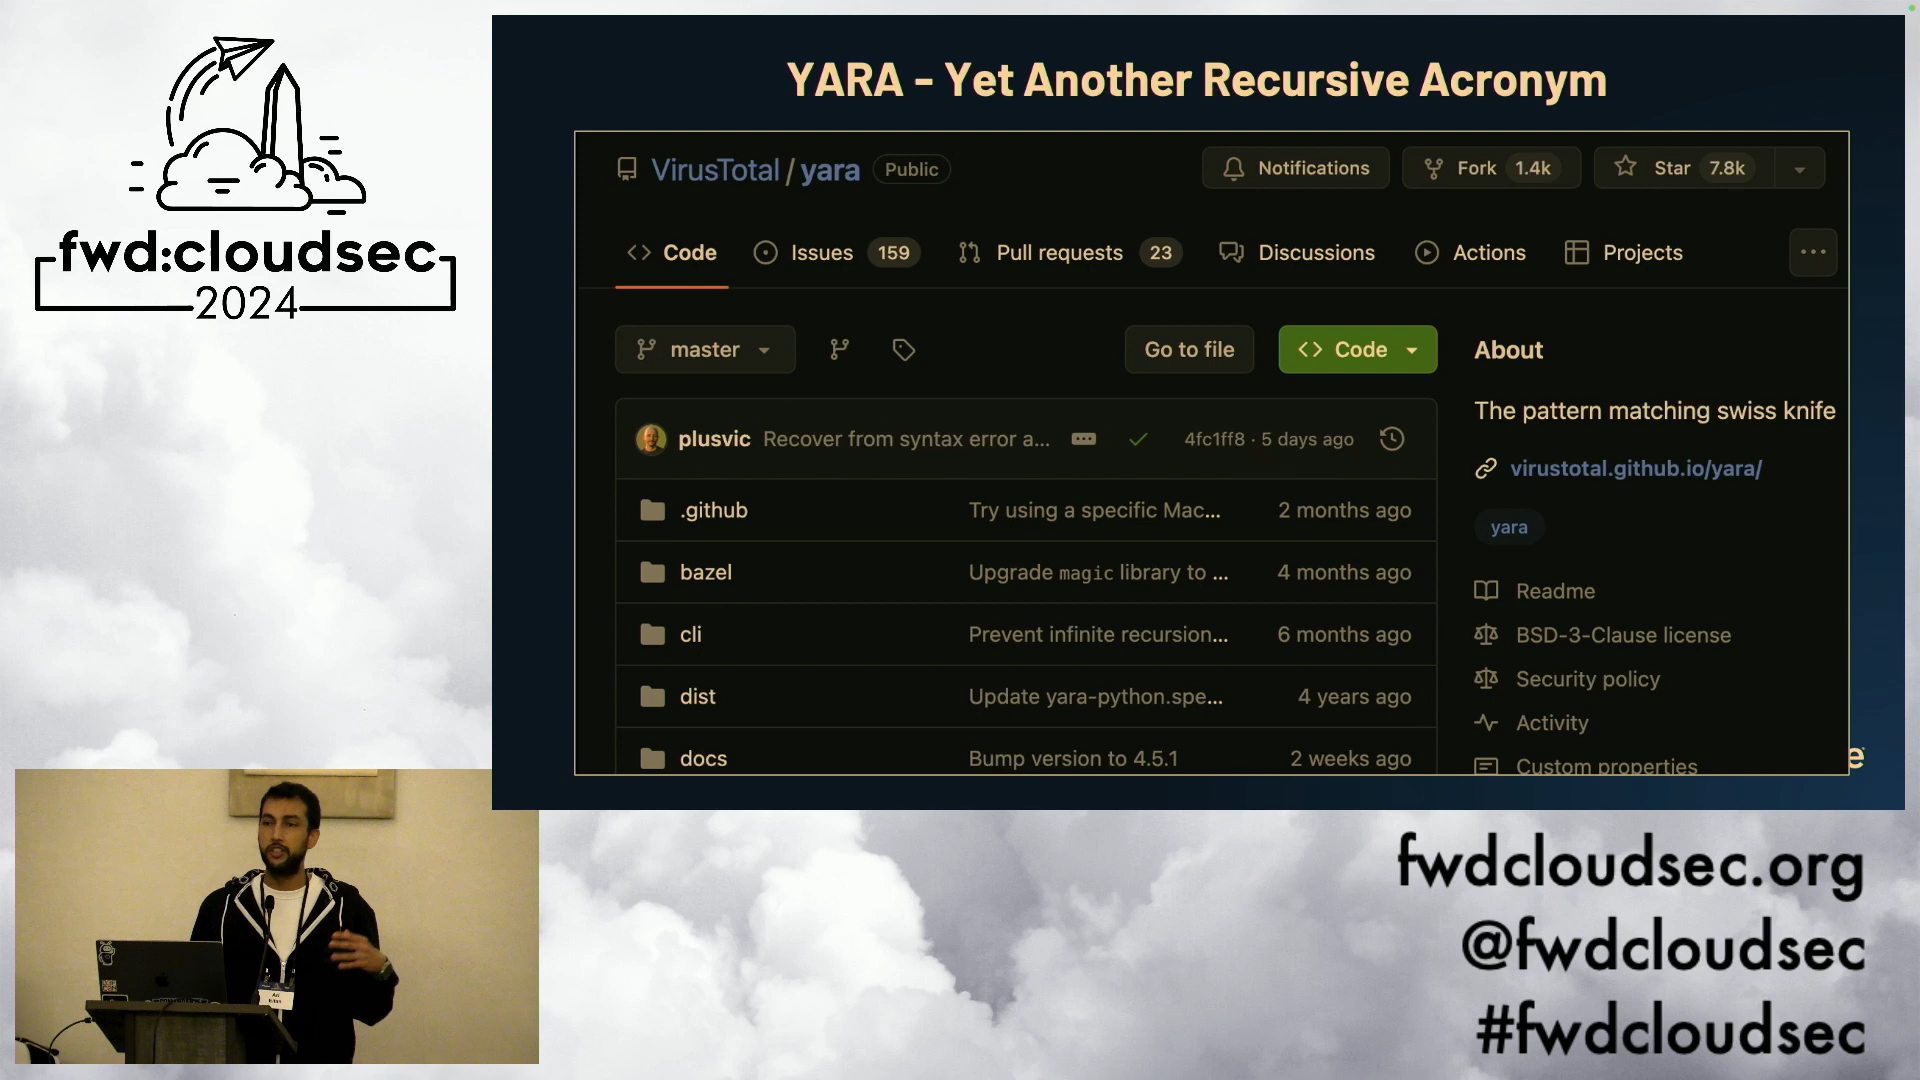 fwd:cloudsec
2024
YARA - Yet Another Recursive Acronym
VirusTotal / yara Public
Notifications Fork 1.4k Star 7.8k
Code Issues 159 Pull requests 23 Discussions Actions Projects
master Go to file Code
plusvic Recover from syntax error a... 4fc1ff8 · 5 days ago
.github Try using a specific Mac... 2 months ago
bazel Upgrade magic library to ... 4 months ago
cli Prevent infinite recursion... 6 months ago
dist Update yara-python.spe... 4 years ago
docs Bump version to 4.5.1 2 weeks ago
About
The pattern matching swiss knife
virustotal.github.io/yara/
yara
Readme
BSD-3-Clause license
Security policy
Activity
Custom properties
e
Ari
fwdcloudsec.org
@fwdcloudsec
#fwdcloudsec